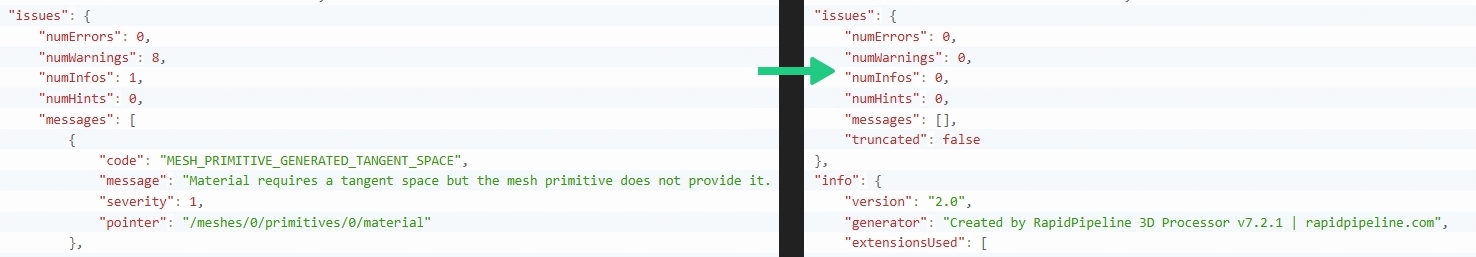 "issues": {
"numErrors": 0,
"numWarnings": 8,
"numInfos": 1,
"numHints": 0,
"messages": [
{
"code": "MESH_PRIMITIVE_GENERATED_TANGENT_SPACE",
"message": "Material requires a tangent space but the mesh primitive does not provide it.
"severity": 1,
"pointer": "/meshes/0/primitives/0/material"
},
"issues": {
"numErrors": 0,
"numWarnings": 0,
"numInfos": 0,
"numHints": 0,
"messages": [],
"truncated": false
},
"info": {
"version": "2.0",
"generator": "Created by RapidPipeline 3D Processor v7.2.1 | rapidpipeline.com",
"extensionsUsed": [